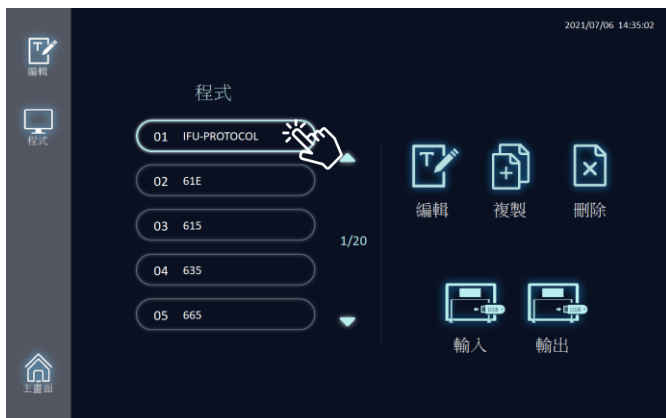 2021/07/06 14:35:02
編輯
程式
主畫面
程式
01 IFU-PROTOCOL
02 61E
03 615
04 635
05 665
1/20
編輯 複製 刪除
USB USB
輸入 輸出